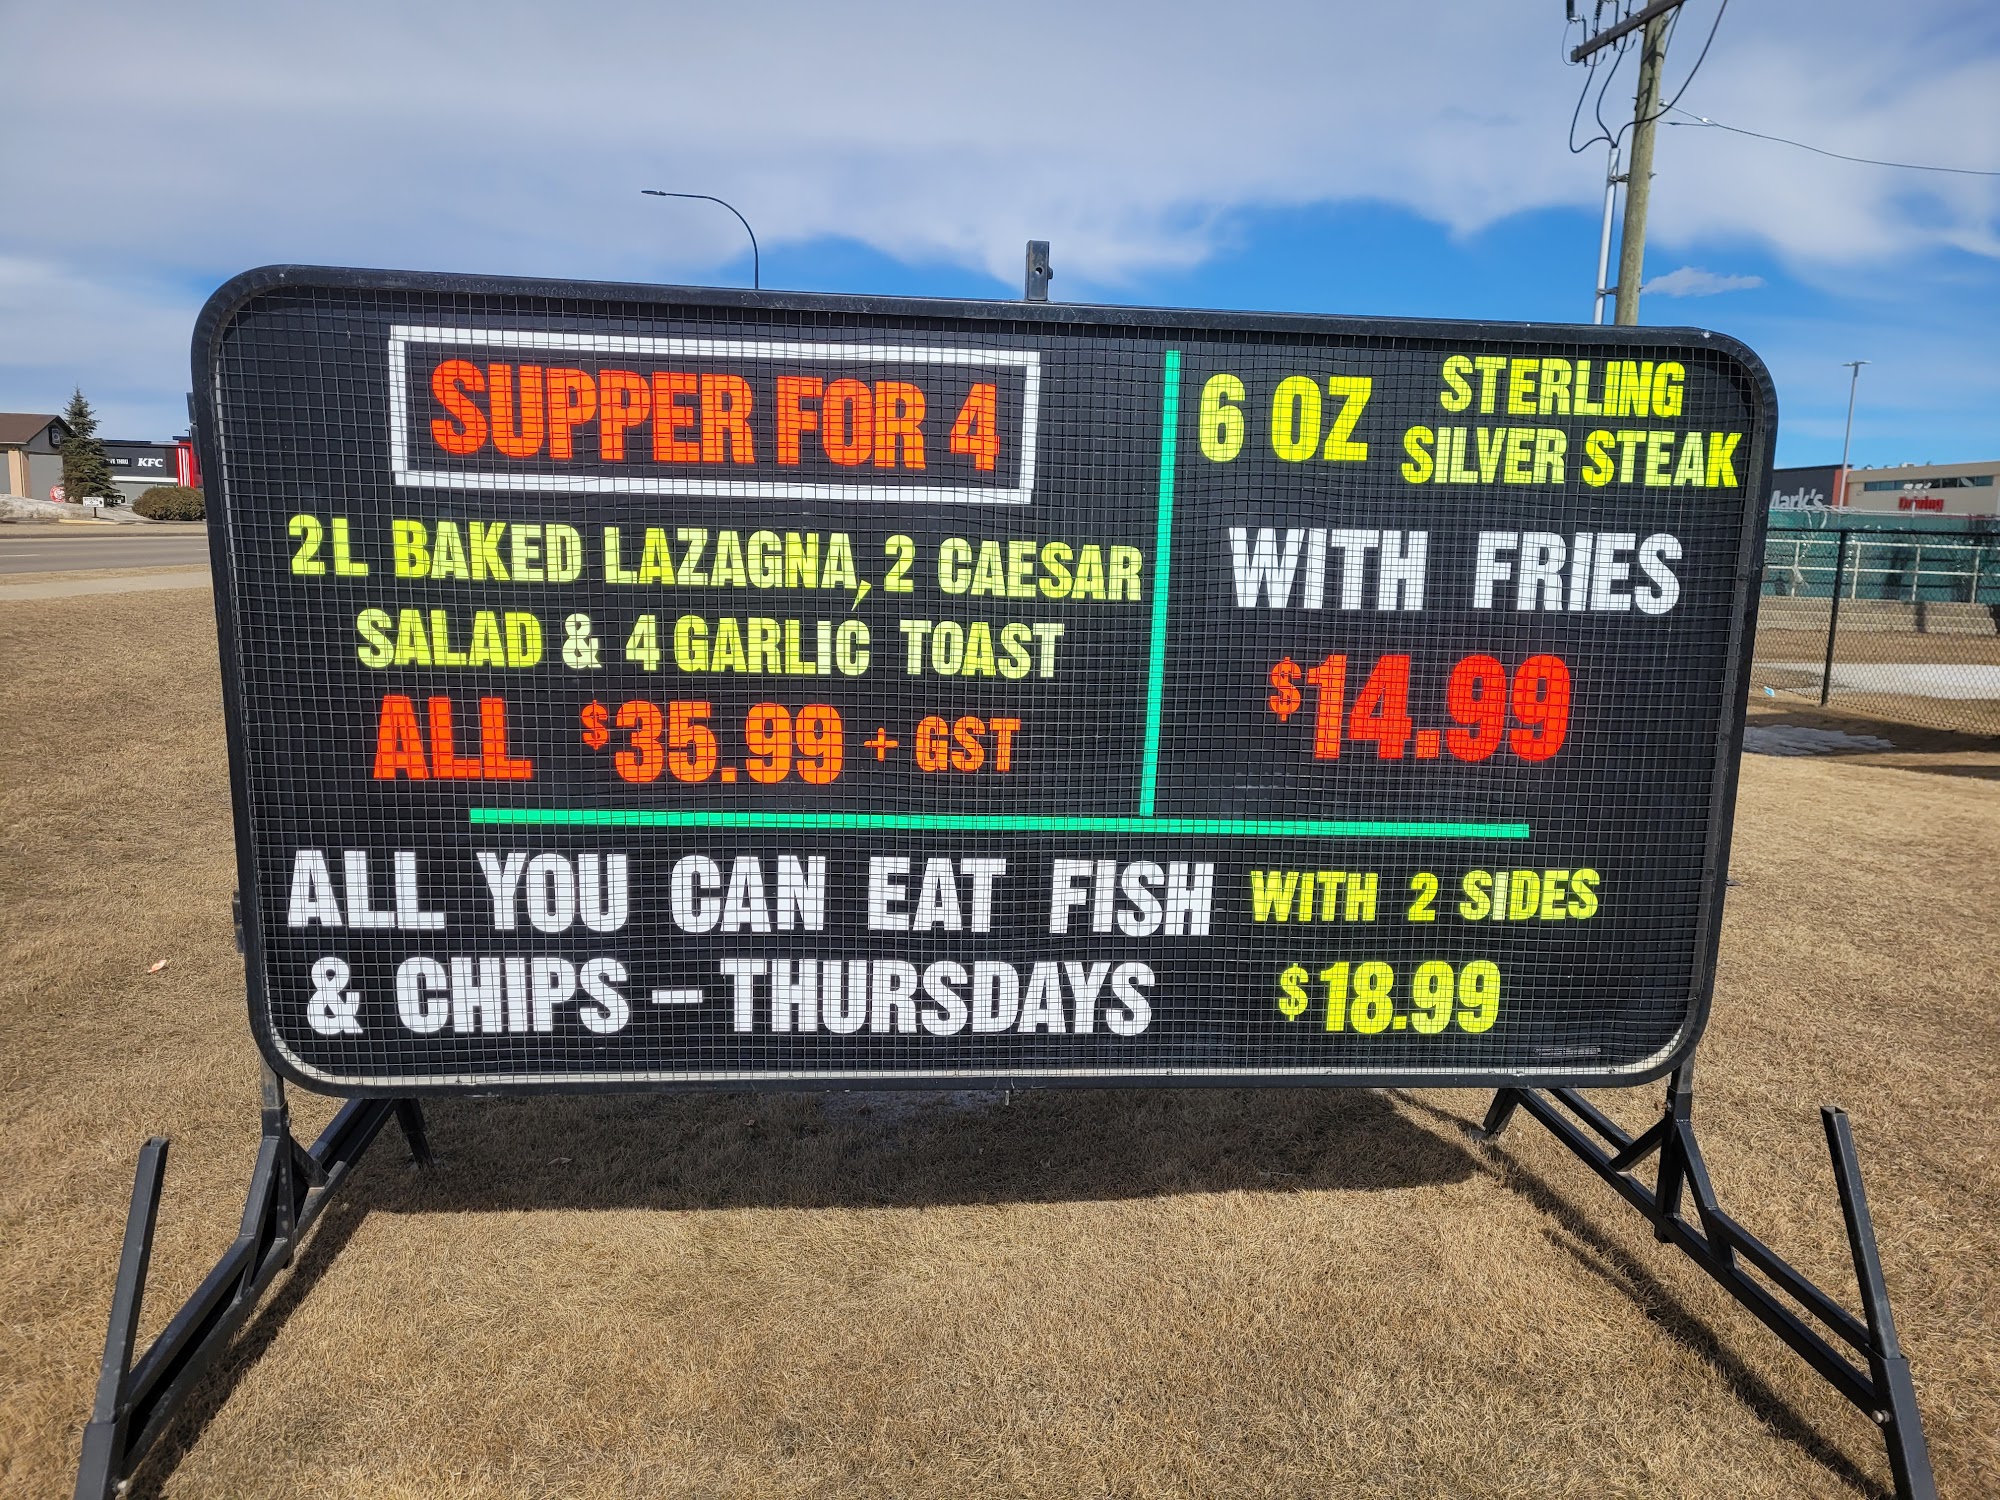 SUPPER FOR 4
2L BAKED LAZAGNA, 2 CAESAR
SALAD & 4 GARLIC TOAST
ALL $35.99 + GST
6 OZ STERLING
SILVER STEAK
WITH FRIES
$14.99
ALL YOU CAN EAT FISH
& CHIPS - THURSDAYS
WITH 2 SIDES
$18.99
KFC
Mark's